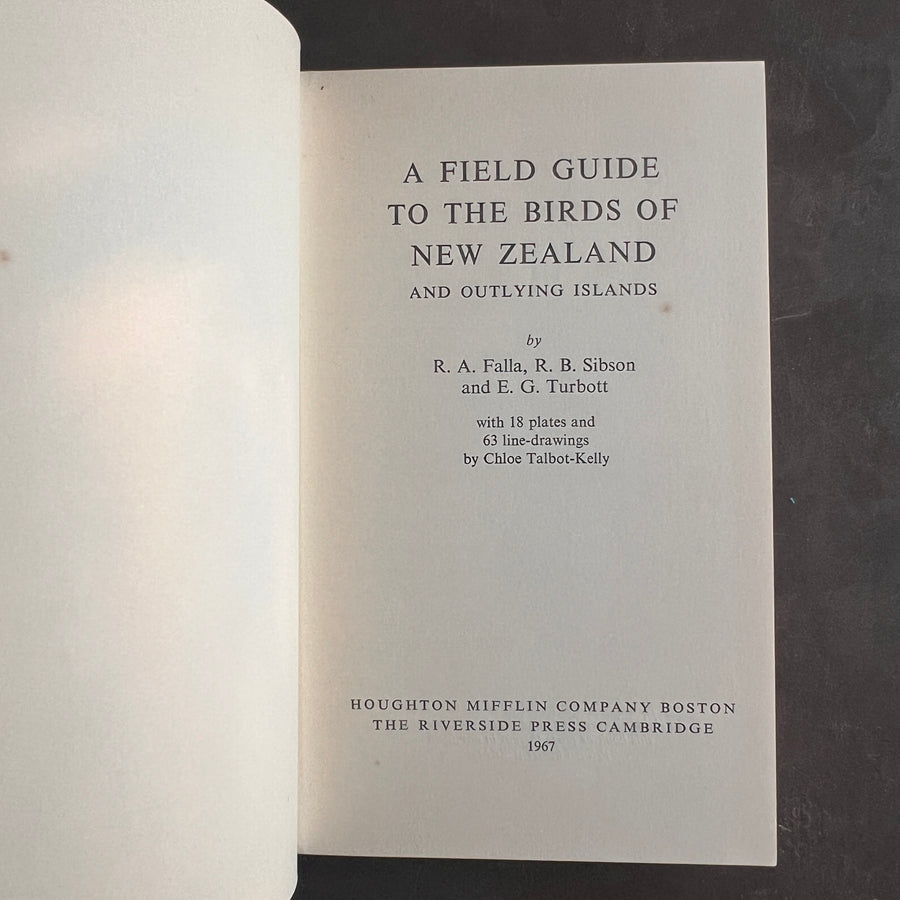 A FIELD GUIDE
TO THE BIRDS OF
NEW ZEALAND
AND OUTLYING ISLANDS
by
R. A. Falla, R. B. Sibson
and E. G. Turbott
with 18 plates and
63 line-drawings
by Chloe Talbot-Kelly
HOUGHTON MIFFLIN COMPANY BOSTON
THE RIVERSIDE PRESS CAMBRIDGE
1967